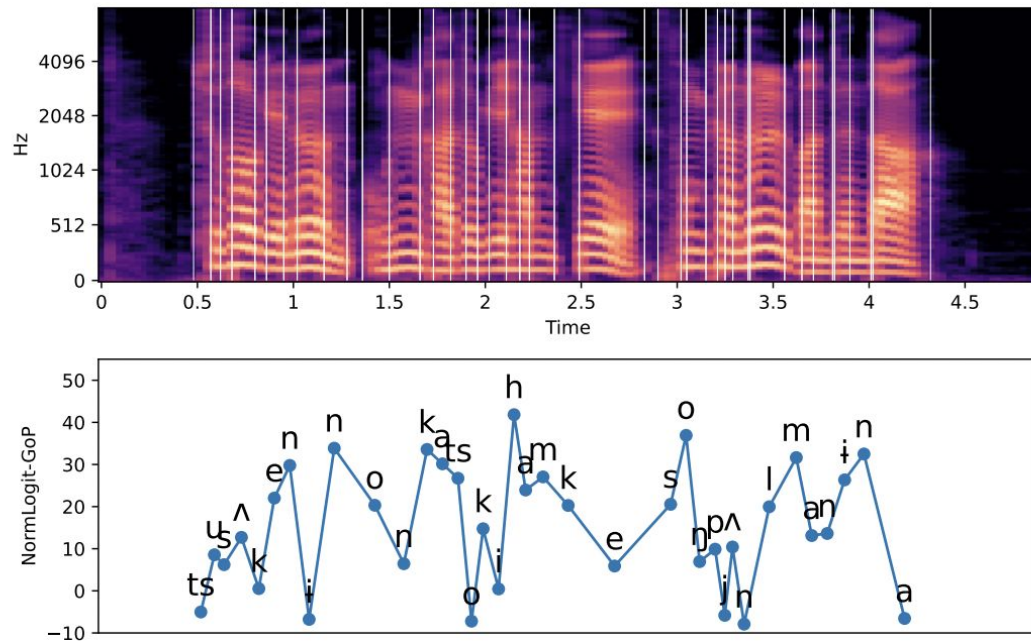 Hz
4096
2048
1024
512
0
0 0.5 1 1.5 2 2.5 3 3.5 4 4.5
Time
NormLogit-GoP
50
40
30
20
10
0
−10
ts u s ʌ k e n ɨ n o n k a ts o k i h a m k e s o ŋ p j ʌ n l m a n ɨ n a